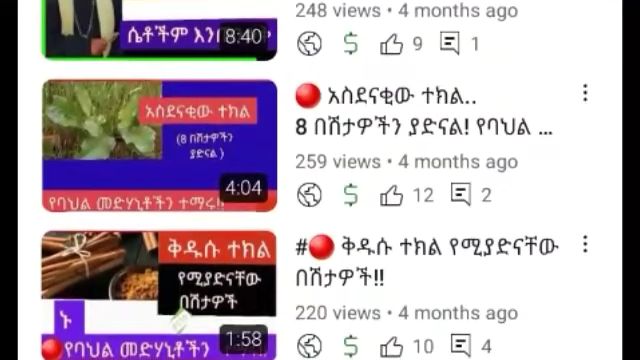 248 views • 4 months ago
8:40
9
1
አስደናቂው ተክል
(8 በሽታዎችን
ያድናል )
4:04
የባህል መድሃኒቶችን ተማሩ!!
🔴 አስደናቂው ተክል..
8 በሽታዎችን ያድናል! የባህል ...
259 views • 4 months ago
12
2
ቅዱሱ ተክል
የሚያድናቸው
በሽታዎች
ኑ
1:58
የባህል መድሃኒቶችን
#🔴 ቅዱሱ ተክል የሚያድናቸው
በሽታዎች!!
220 views • 4 months ago
10
4